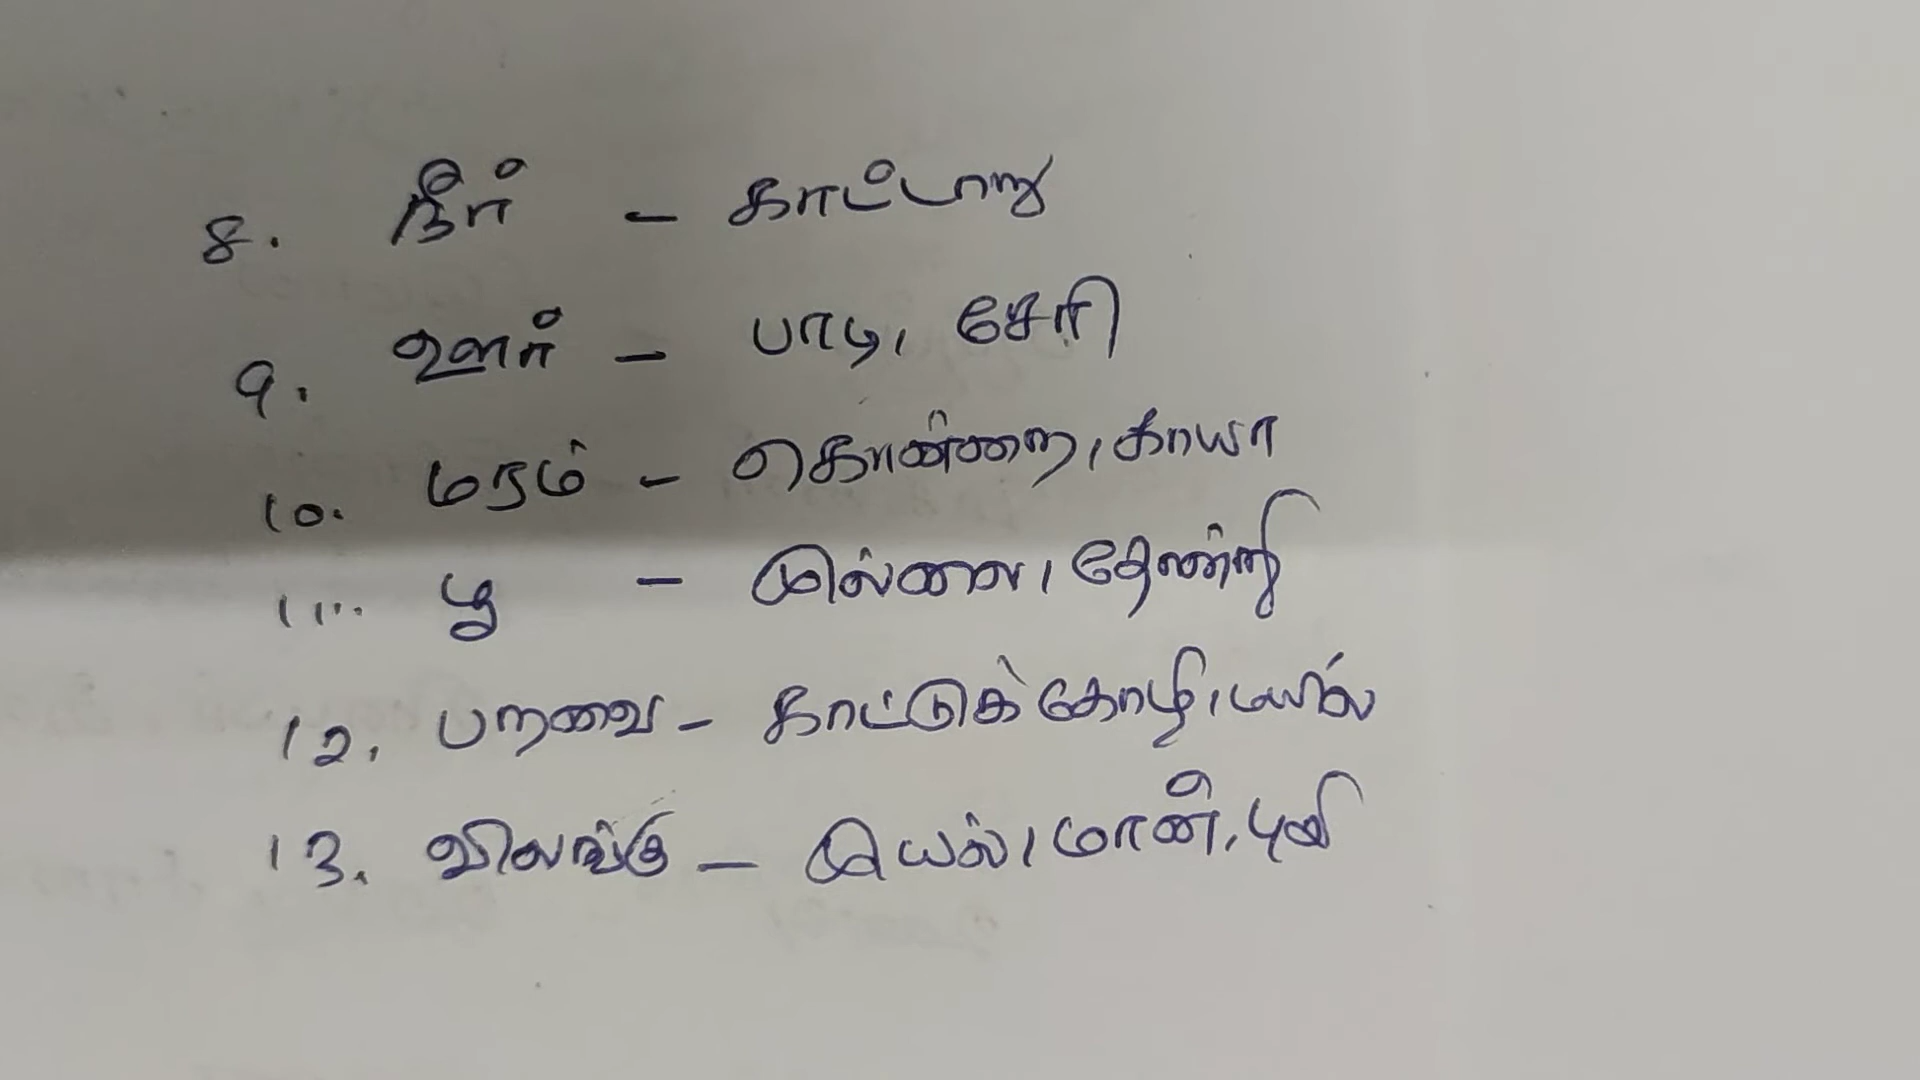 8. நீர் - காட்டாறு
9. ஊர் - பாடி, சேரி
10. மரம் - கொன்றை, காயா
11. பூ - முல்லை, தேண்றி
12. பறவை - காட்டுக் கோழி, மயில்
13. விலங்கு - முயல், மான், புலி